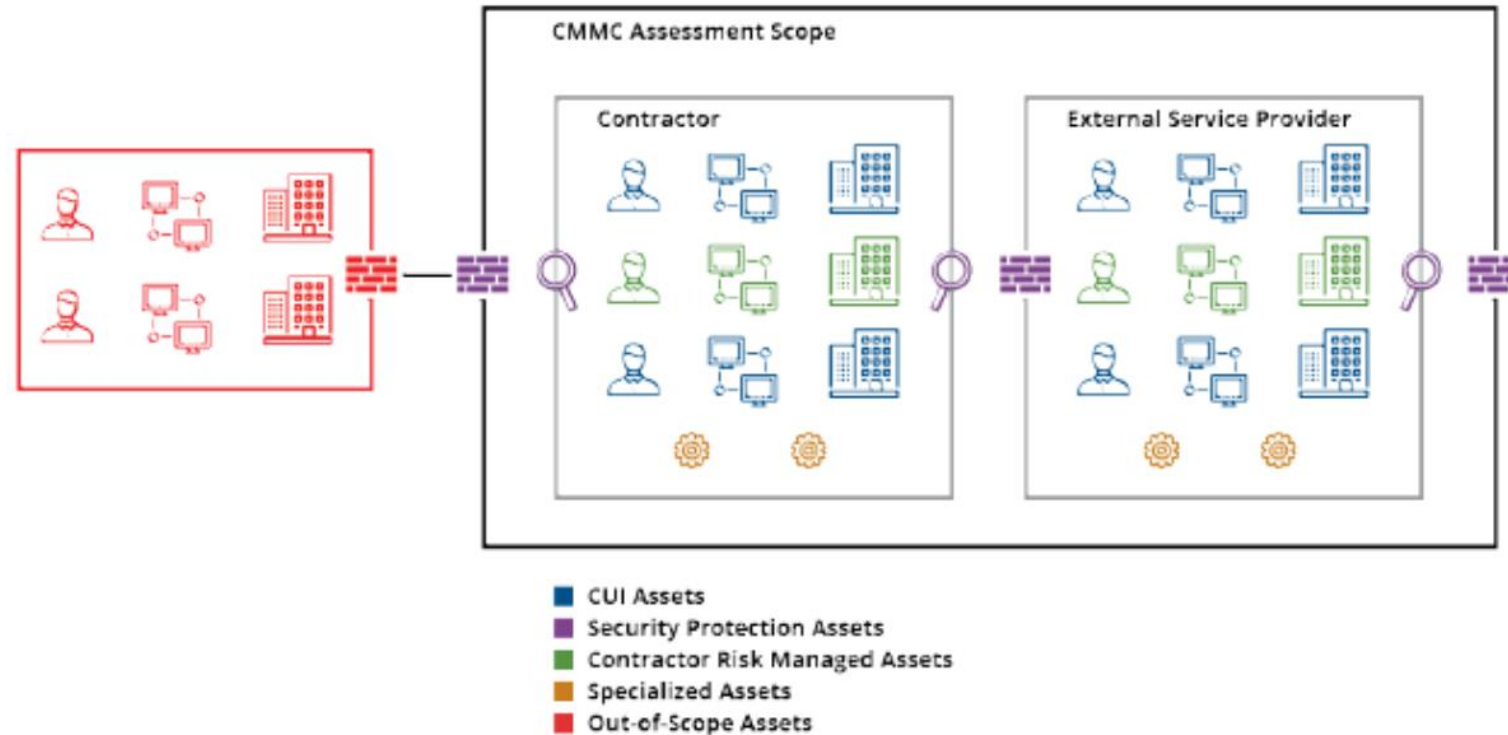 CMMC Assessment Scope
Contractor
External Service Provider
CUI Assets
Security Protection Assets
Contractor Risk Managed Assets
Specialized Assets
Out-of-Scope Assets